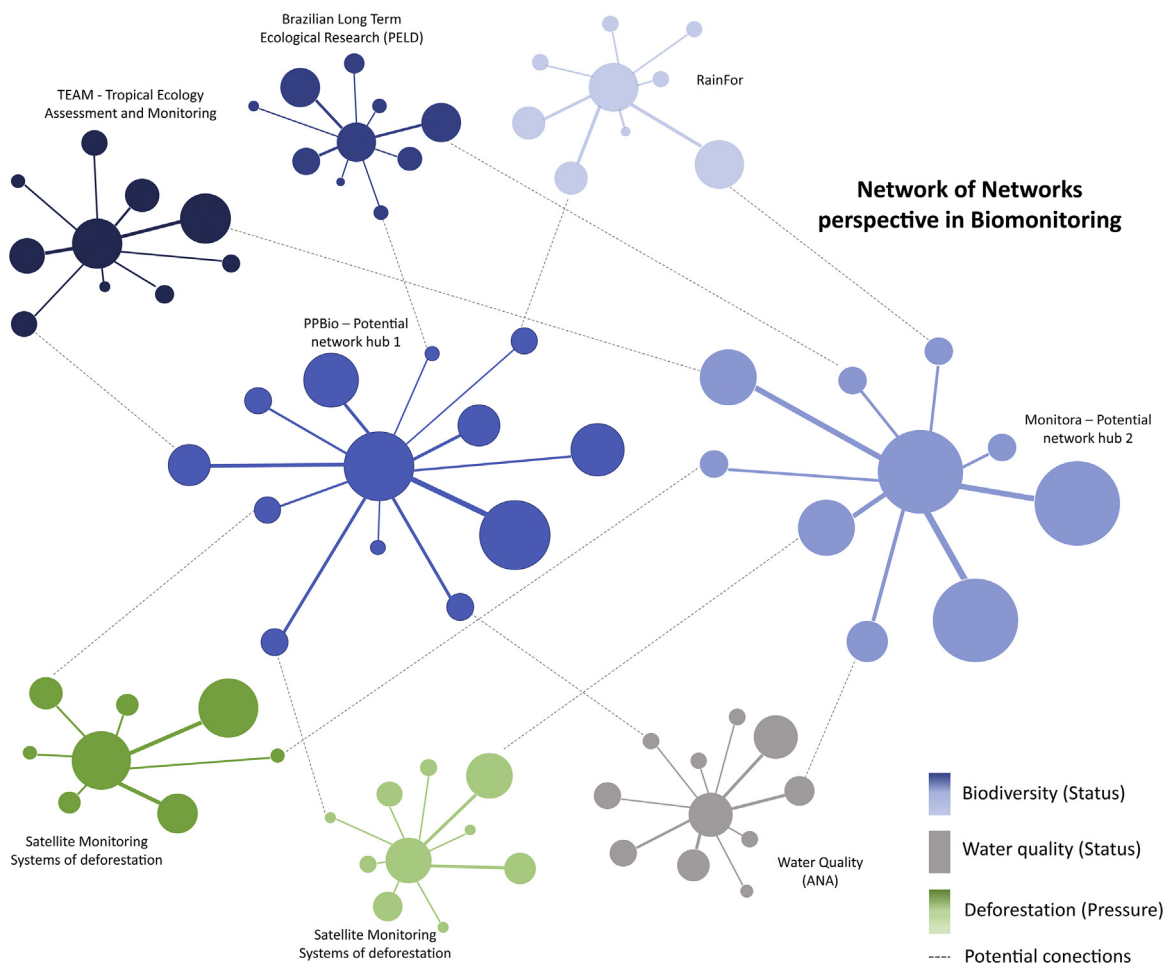 Brazilian Long Term
Ecological Research (PELD)
RainFor
TEAM - Tropical Ecology
Assessment and Monitoring
Network of Networks
perspective in Biomonitoring
PPBio – Potential
network hub 1
Monitora – Potential
network hub 2
Satellite Monitoring
Systems of deforestation
Satellite Monitoring
Systems of deforestation
Water Quality
(ANA)
Biodiversity (Status)
Water quality (Status)
Deforestation (Pressure)
Potential conections